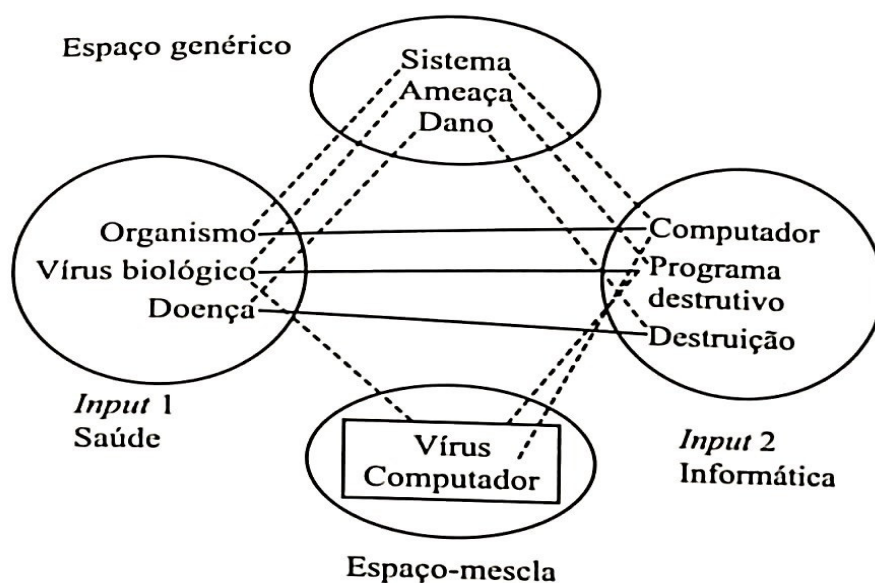 Espaço genérico
Sistema
Ameaça
Dano
Organismo
Vírus biológico
Doença
Computador
Programa
destrutivo
Destruição
Input 1
Saúde
Vírus
Computador
Input 2
Informática
Espaço-mescla